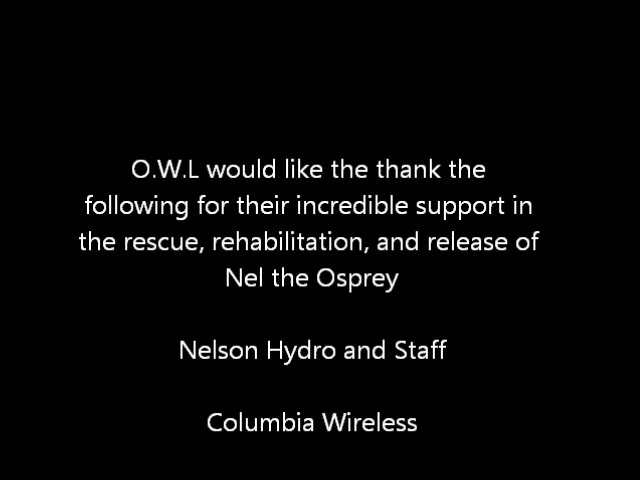 O.W.L would like the thank the
following for their incredible support in
the rescue, rehabilitation, and release of
Nel the Osprey
Nelson Hydro and Staff
Columbia Wireless